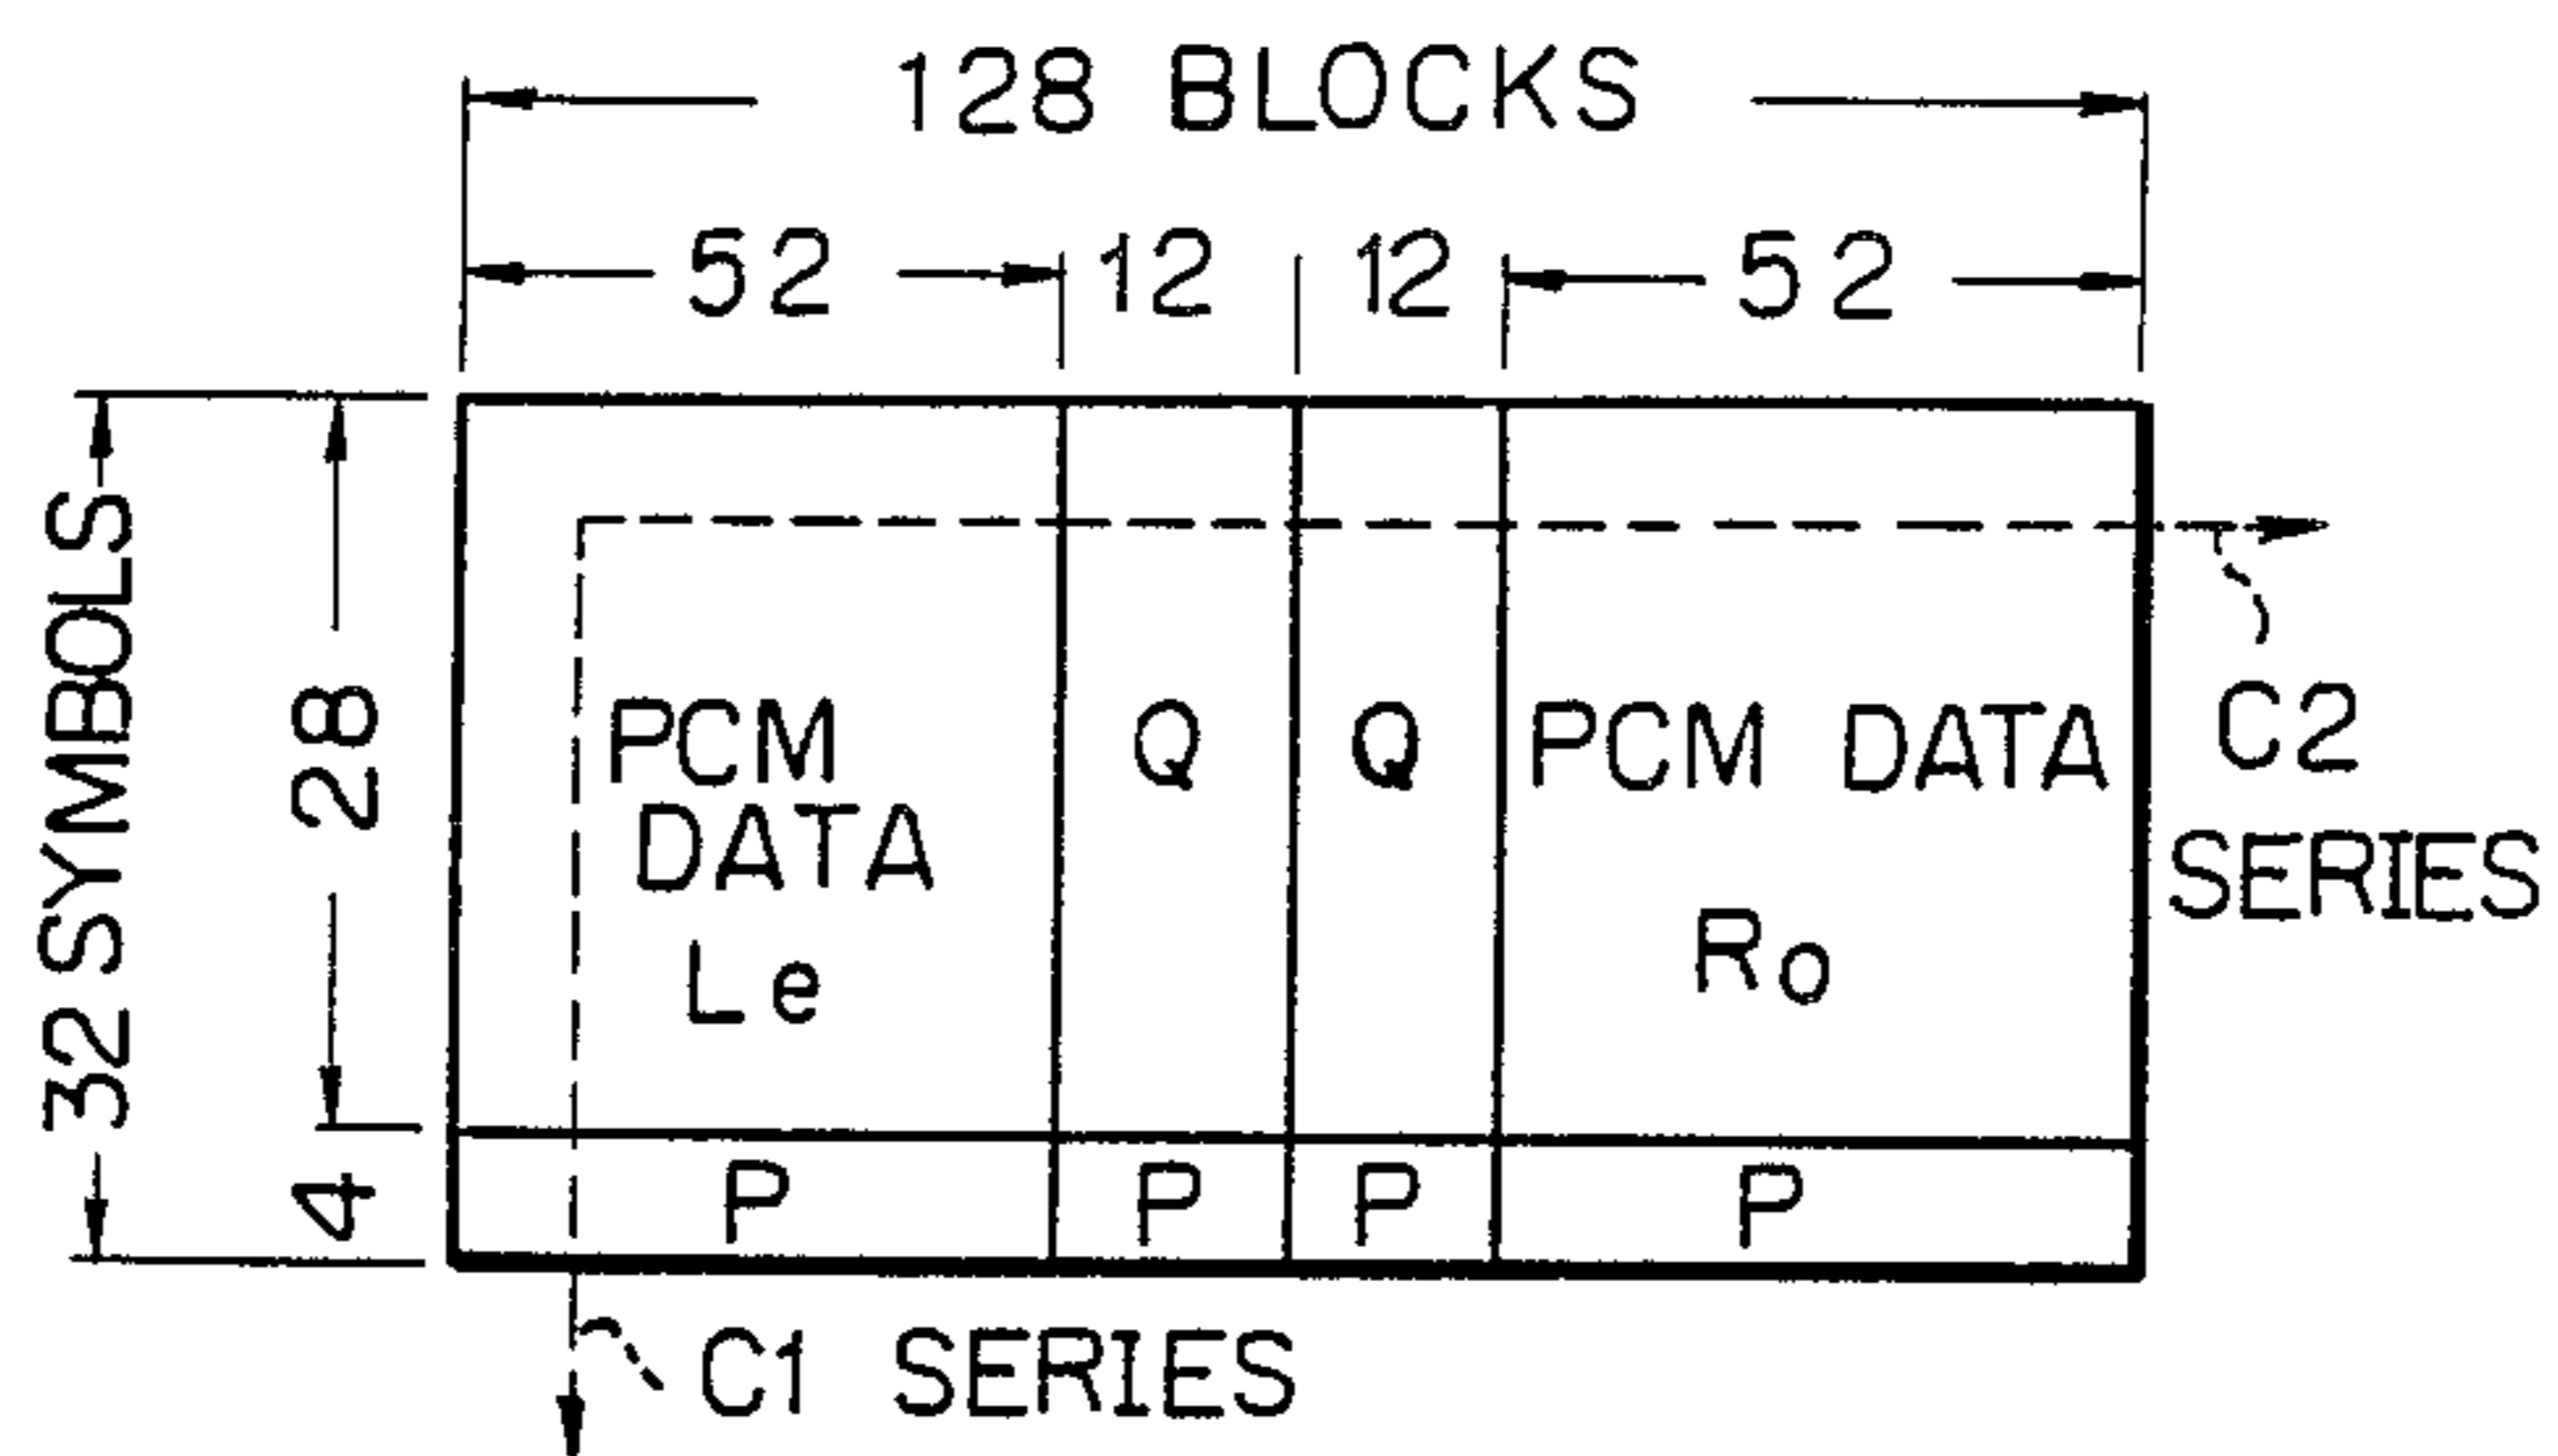 128 BLOCKS
52 12 12 52
32 SYMBOLS
28
PCM DATA Le
Q
Q
PCM DATA
Ro
C2 SERIES
4
P P P P
C1 SERIES